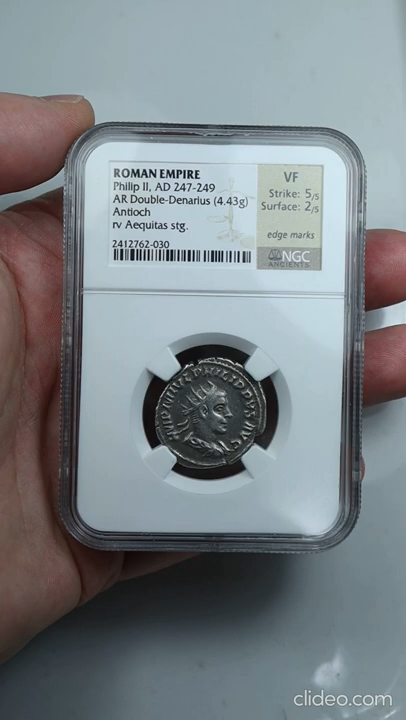 ROMAN EMPIRE
Philip II, AD 247-249
AR Double-Denarius (4.43g)
Antioch
rv Aequitas stg.
2412762-030
VF
Strike: 5/5
Surface: 2/5
edge marks
NGC
ANCIENTS
PHILIPPVS AVG
clideo.com